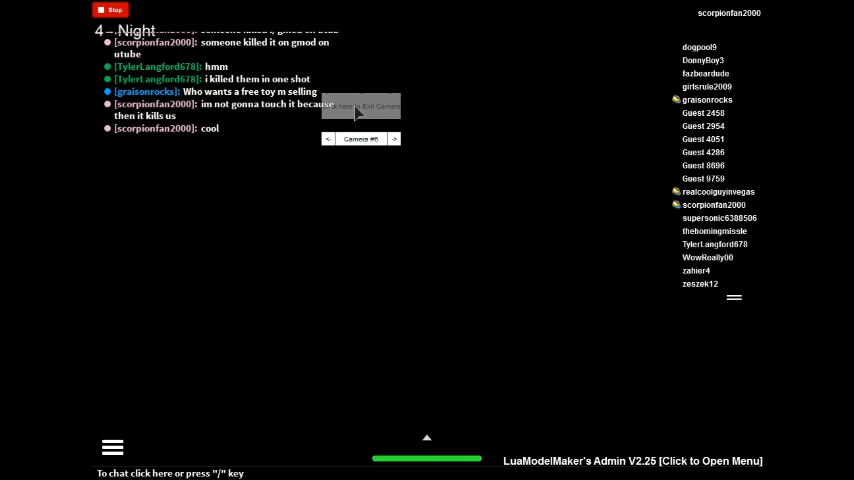 Stop
scorpionfan2000
4 - Night
[scorpionfan2000]: someone killed it on gmod on
utube
[TylerLangford678]: hmm
[TylerLangford678]: i killed them in one shot
[graisonrocks]: Who wants a free toy m selling
[scorpionfan2000]: im not gonna touch it because
then it kills us
[scorpionfan2000]: cool
here to Exit Camera
<- Camera #6 ->
dogpool9
DonnyBoy3
fazbeardude
girlsrule2009
graisonrocks
Guest 2458
Guest 2954
Guest 4051
Guest 4286
Guest 8696
Guest 9759
realcoolguyinvegas
scorpionfan2000
supersonic6388506
thehomingmissle
TylerLangford678
WowReally00
zahier4
zeszek12
LuaModelMaker's Admin V2.25 [Click to Open Menu]
To chat click here or press "/" key